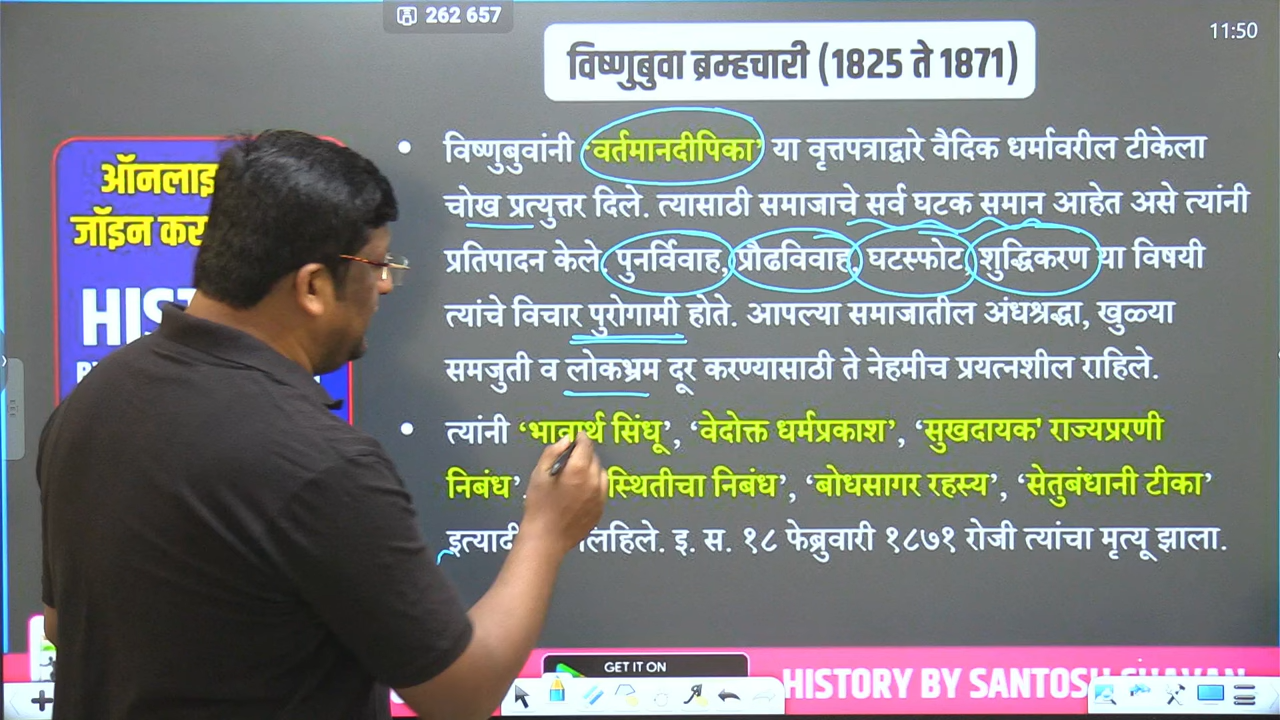 262 657
11:50
विष्णुबुवा ब्रम्हचारी (1825 ते 1871)
ऑनलाइ
जॉइन कर
HIS
• विष्णुबुवांनी 'वर्तमानदीपिका' या वृत्तपत्राद्वारे वैदिक धर्मावरील टीकेला
चोख प्रत्युत्तर दिले. त्यासाठी समाजाचे सर्व घटक समान आहेत असे त्यांनी
प्रतिपादन केले. पुनर्विवाह, प्रौढविवाह, घटस्फोट, शुद्धिकरण या विषयी
त्यांचे विचार पुरोगामी होते. आपल्या समाजातील अंधश्रद्धा, खुळ्या
समजुती व लोकभ्रम दूर करण्यासाठी ते नेहमीच प्रयत्नशील राहिले.
• त्यांनी 'भावार्थ सिंधू', 'वेदोक्त धर्मप्रकाश', 'सुखदायक' राज्यप्ररणी
निबंध', स्थितीचा निबंध', 'बोधसागर रहस्य', 'सेतुबंधानी टीका'
इत्यादी लिहिले. इ. स. १८ फेब्रुवारी १८७१ रोजी त्यांचा मृत्यू झाला.
GET IT ON
HISTORY BY SANTOSH CHAVAN